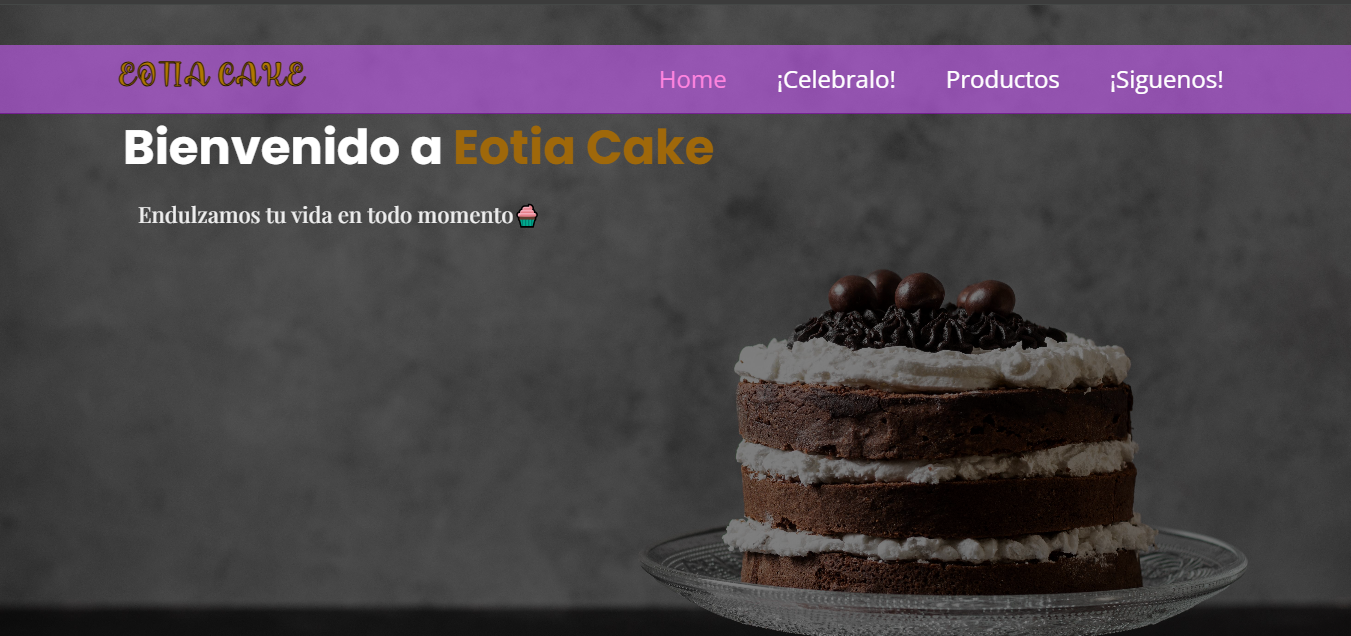 EOTIA CAKE
Home ¡Celebralo! Productos ¡Siguenos!
Bienvenido a Eotia Cake
Endulzamos tu vida en todo momento🧁